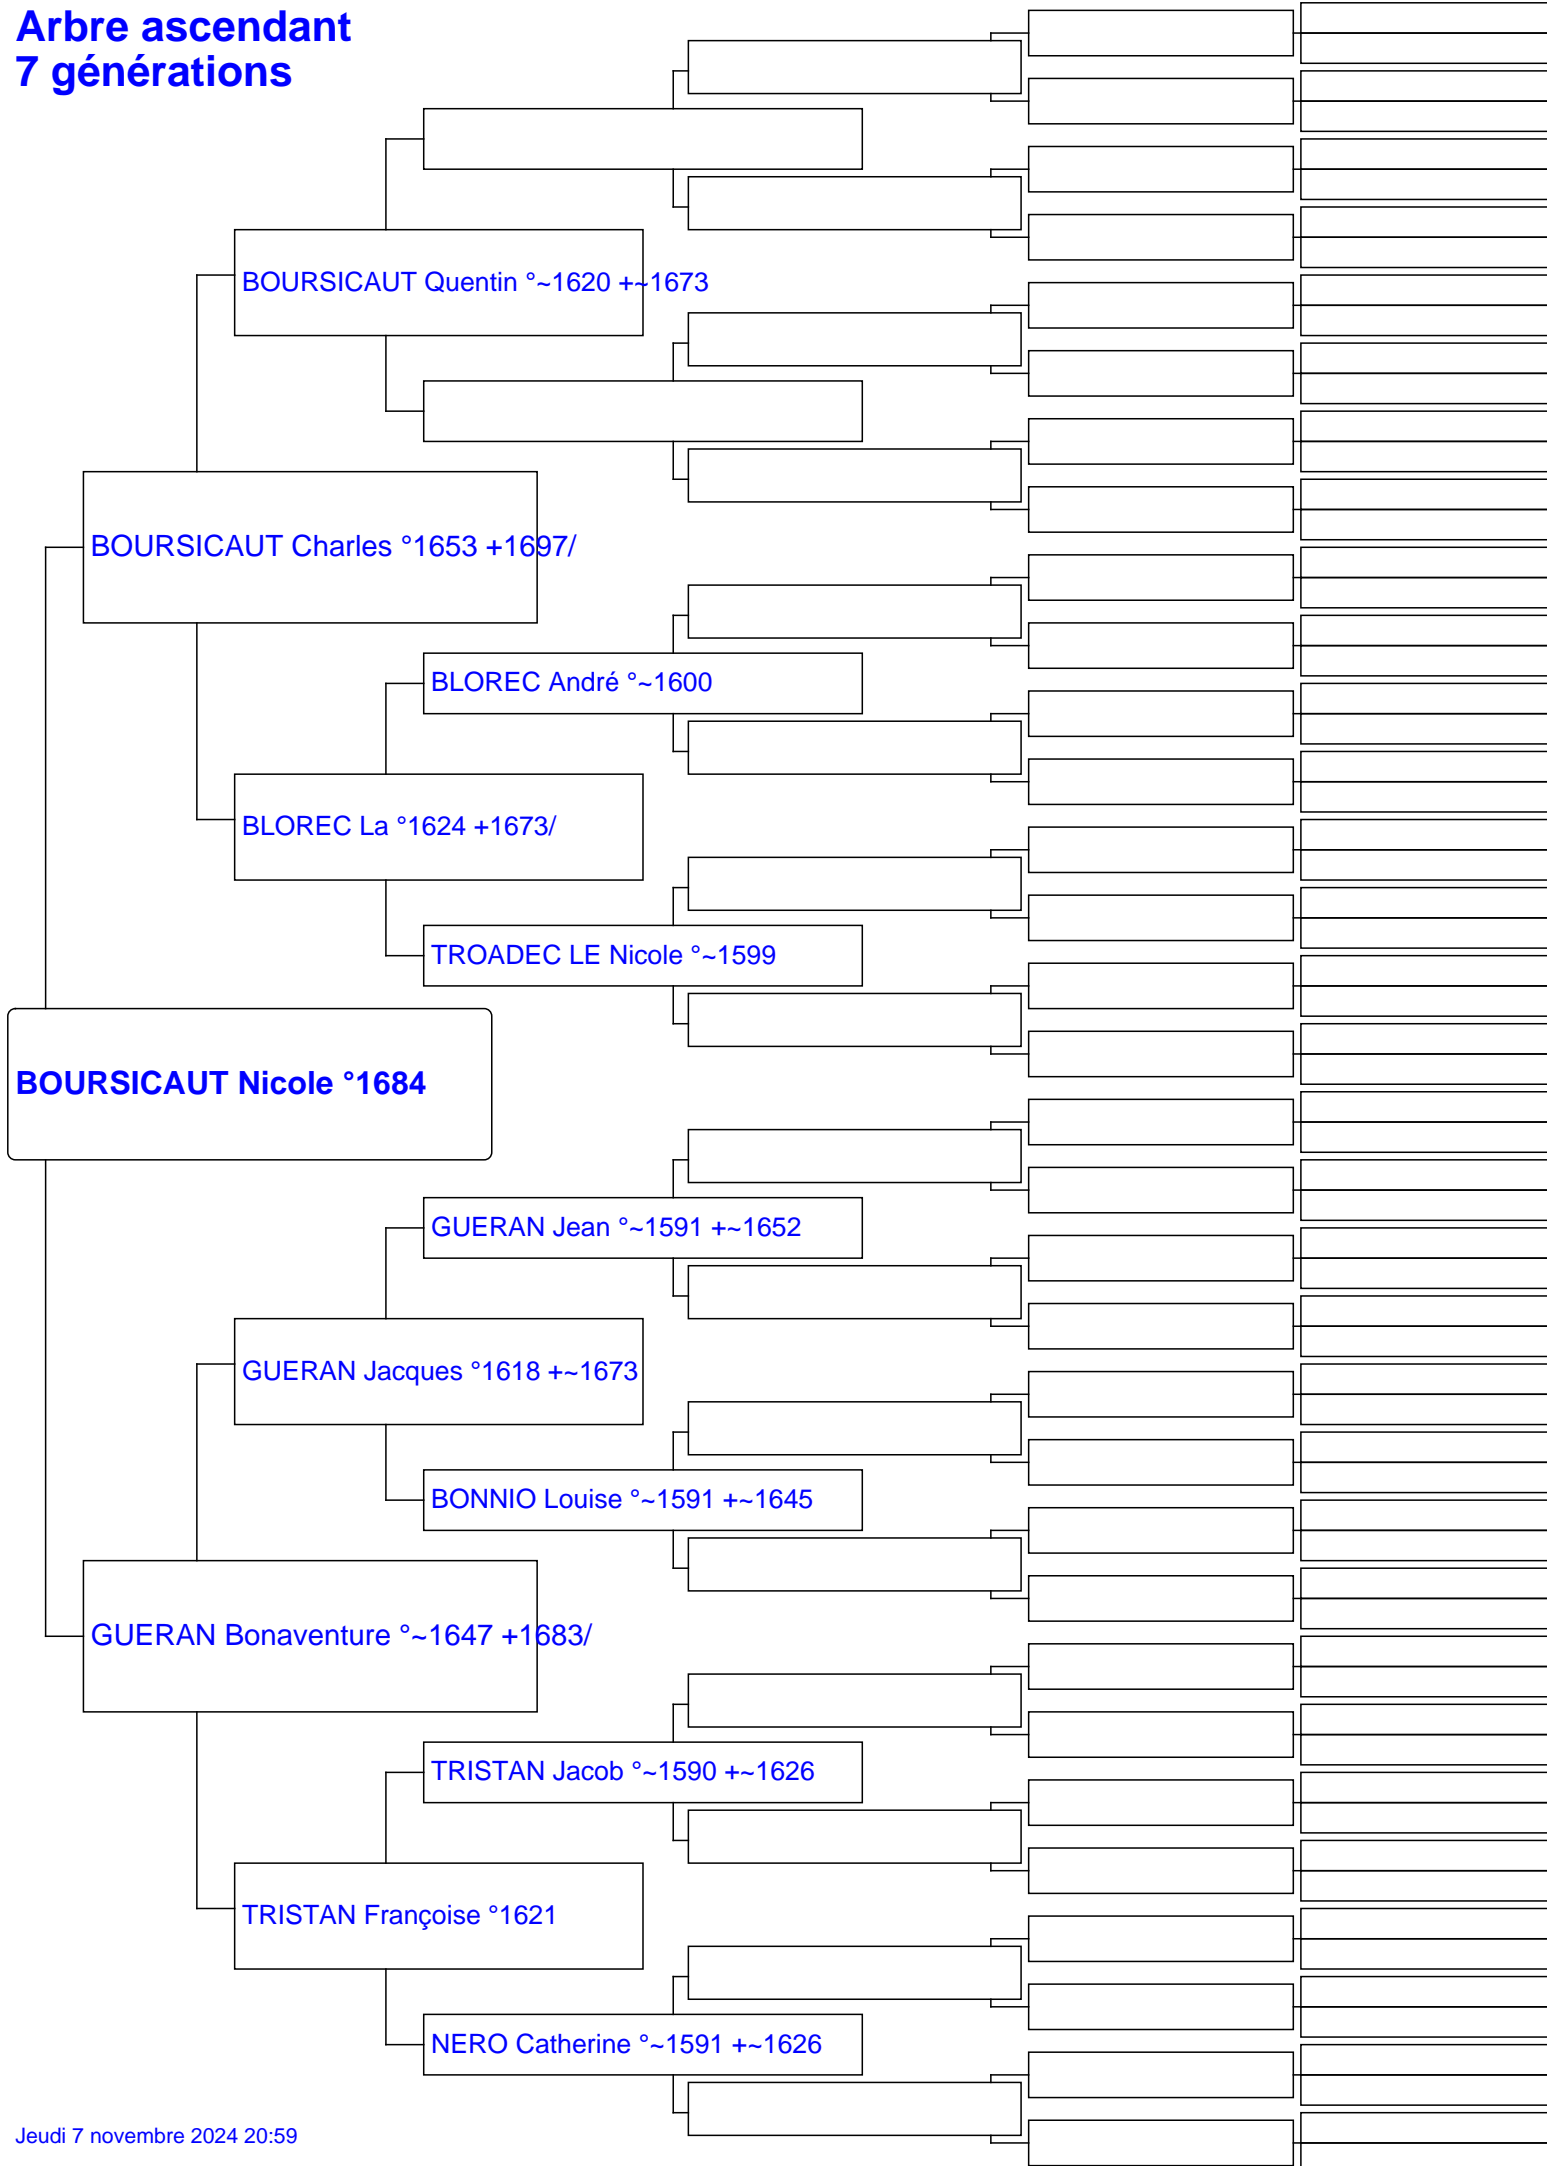 Arbre ascendant
7 générations
BOURSICAUT Quentin °~1620 +~1673
BOURSICAUT Charles °1653 +1697/
BLOREC André °~1600
BLOREC La °1624 +1673/
TROADEC LE Nicole °~1599
BOURSICAUT Nicole °1684
GUERAN Jean °~1591 +~1652
GUERAN Jacques °1618 +~1673
BONNIO Louise °~1591 +~1645
GUERAN Bonaventure °~1647 +1683/
TRISTAN Jacob °~1590 +~1626
TRISTAN Françoise °1621
NERO Catherine °~1591 +~1626
Jeudi 7 novembre 2024 20:59